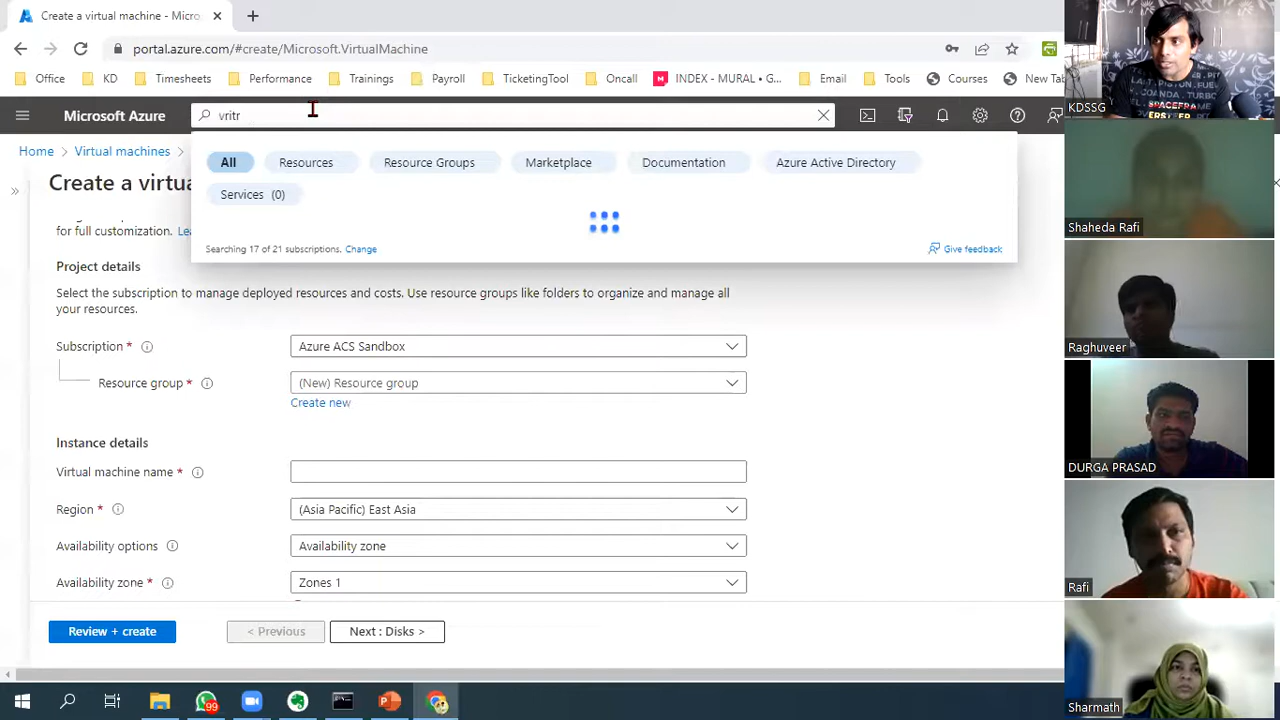 Create a virtual machine - Micro
portal.azure.com/#create/Microsoft.VirtualMachine
Office KD Timesheets Performance Trainings Payroll TicketingTool Oncall INDEX - MURAL • G... Email Tools Courses New Tab
Microsoft Azure vritr
Home > Virtual machines >
All Resources Resource Groups Marketplace Documentation Azure Active Directory
Services (0)
Create a virtua
for full customization.
Searching 17 of 21 subscriptions. Change Give feedback
Project details
Select the subscription to manage deployed resources and costs. Use resource groups like folders to organize and manage all
your resources.
Subscription * Azure ACS Sandbox
Resource group * (New) Resource group
Create new
Instance details
Virtual machine name *
Region * (Asia Pacific) East Asia
Availability options Availability zone
Availability zone * Zones 1
Review + create < Previous Next : Disks >
99
KDSSG
SPACEFRAME
Shaheda Rafi
Raghuveer
DURGA PRASAD
Rafi
Sharmath